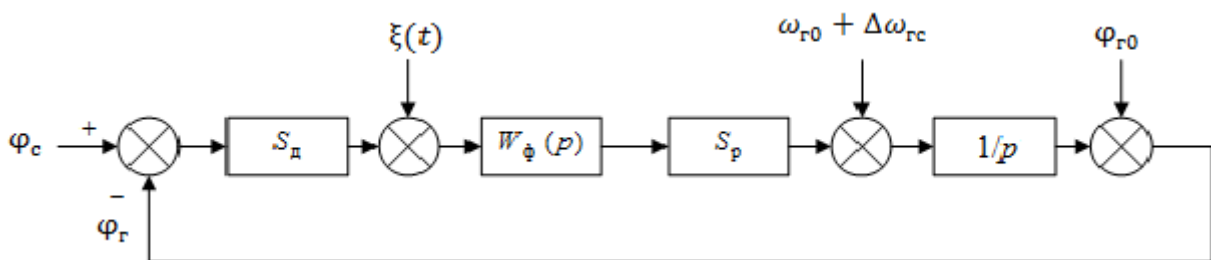 ξ(t)
ω_г0 + Δω_гс
φ_г0
φ_с
+
S_д
W_ф (p)
S_р
1/p
−
φ_г